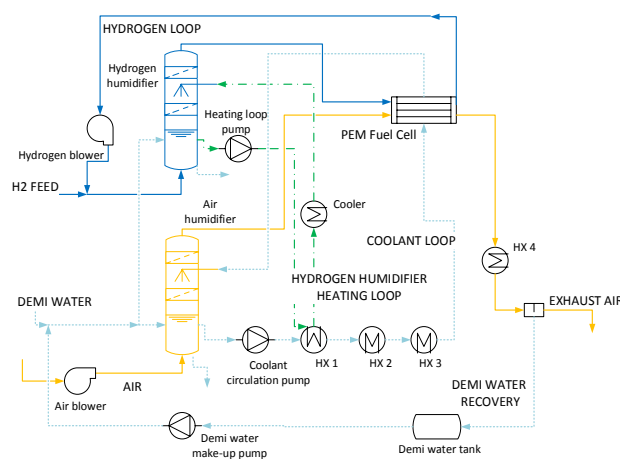 HYDROGEN LOOP
Hydrogen
humidifier
Heating loop
pump
PEM Fuel Cell
Hydrogen blower
H2 FEED
Air
humidifier
Cooler
COOLANT LOOP
HX 4
HYDROGEN HUMIDIFIER
HEATING LOOP
DEMI WATER
EXHAUST AIR
Coolant
circulation pump
HX 1
HX 2
HX 3
AIR
Air blower
DEMI WATER
RECOVERY
Demi water
make-up pump
Demi water tank